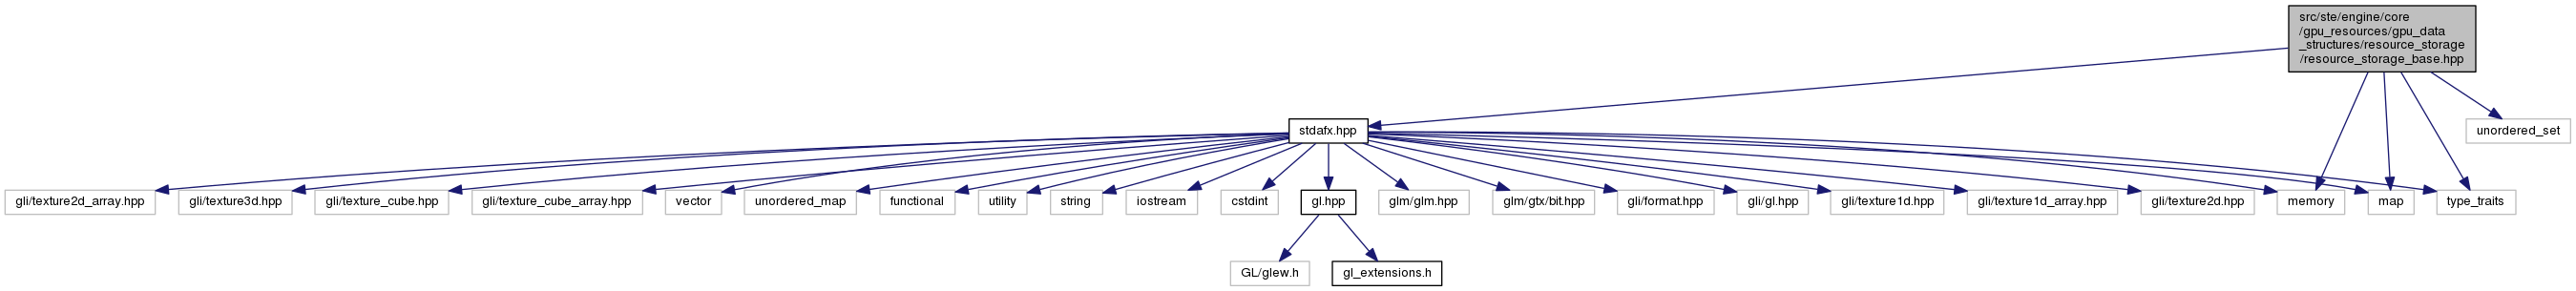 src/ste/engine/core
/gpu_resources/gpu_data
_structures/resource_storage
/resource_storage_base.hpp
stdafx.hpp
unordered_set
gli/texture2d_array.hpp
gli/texture3d.hpp
gli/texture_cube.hpp
gli/texture_cube_array.hpp
vector
unordered_map
functional
utility
string
iostream
cstdint
gl.hpp
glm/glm.hpp
glm/gtx/bit.hpp
gli/format.hpp
gli/gl.hpp
gli/texture1d.hpp
gli/texture1d_array.hpp
gli/texture2d.hpp
memory
map
type_traits
GL/glew.h
gl_extensions.h